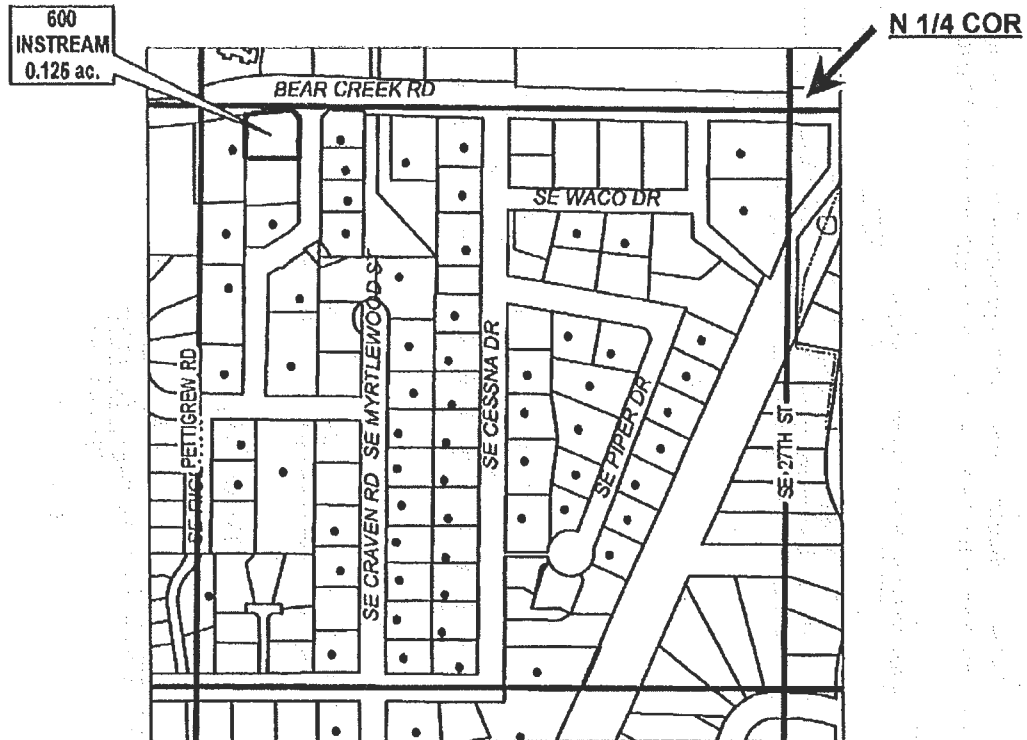 600
INSTREAM
0.125 ac.
N 1/4 COR
BEAR CREEK RD
SE WACO DR
SE MYRTLEWOOD ST
SE CESSNA DR
PETTIGREW RD
SE 27TH ST
SE PIPER DR
SE CRAVEN RD